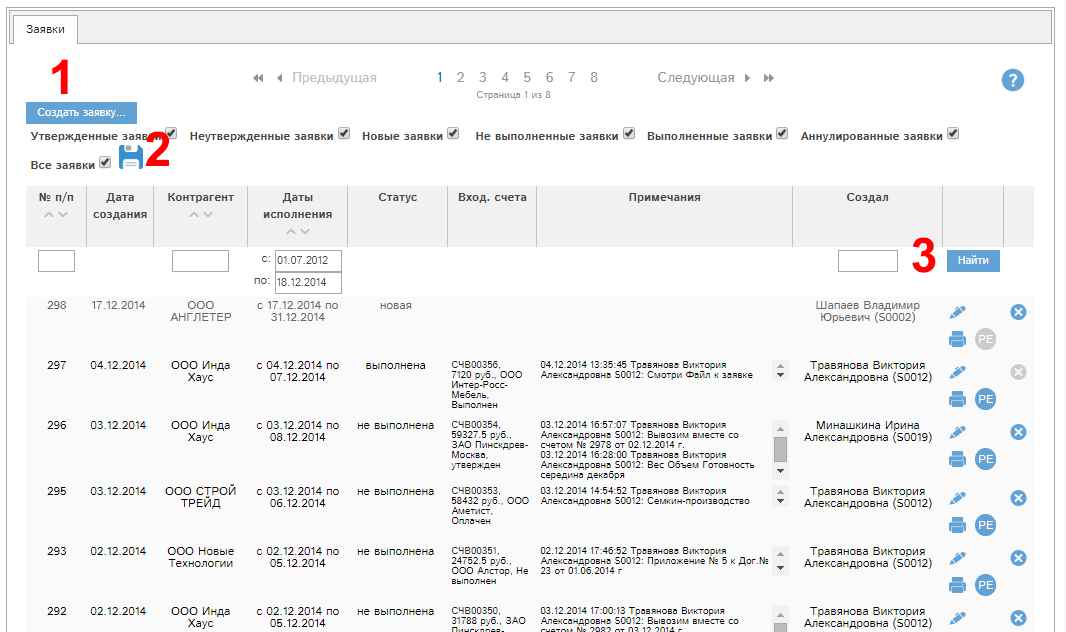 Заявки
1
Предыдущая 1 2 3 4 5 6 7 8 Следующая
Страница 1 из 8
?
Создать заявку...
Утвержденные заявки Неутвержденные заявки Новые заявки Не выполненные заявки Выполненные заявки Аннулированные заявки
Все заявки
2
№ п/п Дата создания Контрагент Даты исполнения Статус Вход. счета Примечания Создал
с: 01.07.2012
по: 18.12.2014
3
Найти
298 17.12.2014 ООО АНГЛЕТЕР с 17.12.2014 по 31.12.2014 новая Шапаев Владимир Юрьевич (S0002)
РЕ
297 04.12.2014 ООО Инда Хаус с 04.12.2014 по 07.12.2014 выполнена
СЧВ00356,
7120 руб., ООО
Интер-Росс-
Мебель,
Выполнен
04.12.2014 13:35:45 Травянова Виктория
Александровна S0012: Смотри Файл к заявке
Травянова Виктория
Александровна (S0012)
РЕ
296 03.12.2014 ООО Инда Хаус с 03.12.2014 по 08.12.2014 не выполнена
СЧВ00354,
59327.5 руб.,
ЗАО Пинскдрев-
Москва,
утвержден
03.12.2014 16:57:07 Травянова Виктория
Александровна S0012: Вывозим вместе со
счетом № 2978 от 02.12.2014 г.
03.12.2014 16:28:00 Травянова Виктория
Александровна S0012: Вес Объем Готовность
середина декабря
Минашкина Ирина
Александровна (S0019)
РЕ
295 03.12.2014 ООО СТРОЙ ТРЕЙД с 03.12.2014 по 06.12.2014 не выполнена
СЧВ00353,
58432 руб., ООО
Аметист,
Оплачен
03.12.2014 14:54:52 Травянова Виктория
Александровна S0012: Семкин-производство
Травянова Виктория
Александровна (S0012)
РЕ
293 02.12.2014 ООО Новые Технологии с 02.12.2014 по 05.12.2014 не выполнена
СЧВ00351,
24752.5 руб.,
ООО Алстор, Не
выполнен
02.12.2014 17:46:52 Травянова Виктория
Александровна S0012: Приложение № 5 к Дог.№
23 от 01.06.2014 г
Травянова Виктория
Александровна (S0012)
РЕ
292 02.12.2014 ООО Инда Хаус с 02.12.2014 по 05.12.2014 не выполнена
СЧВ00350,
31788 руб., ЗАО
Пинскдрев-
03.12.2014 17:00:13 Травянова Виктория
Александровна S0012: Вывозим вместе со
счетом № 2982 от 03.12.2014 г.
Травянова Виктория
Александровна (S0012)